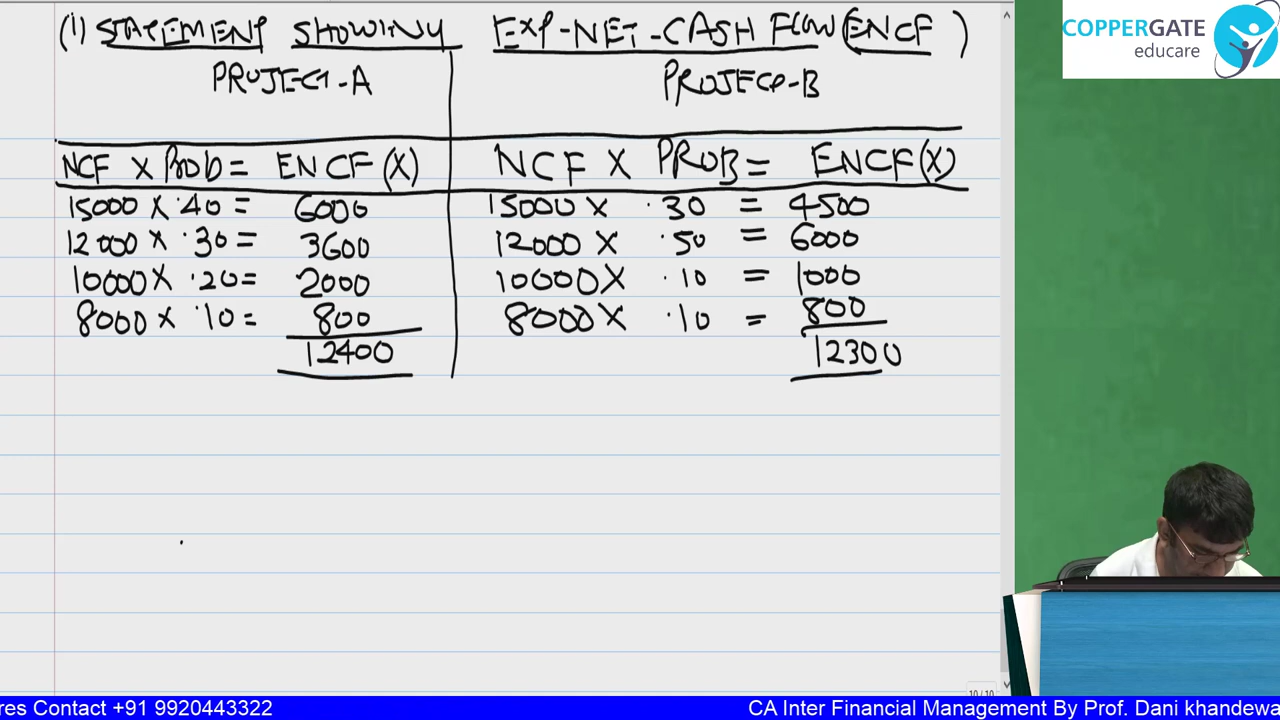 (1) STATEMENT SHOWING EXP-NET-CASH FLOW (ENCF)
PROJECT-A
PROJECT-B
NCF X Prob = ENCF (X)
15000 X .40 = 6000
12000 X .30 = 3600
10000 X .20 = 2000
8000 X .10 = 800
12400
NCF X PROB = ENCF(X)
15000 X .30 = 4500
12000 X .50 = 6000
10000 X .10 = 1000
8000 X .10 = 800
12300
COPPERGATE
educare
10 / 10
res Contact +91 9920443322
CA Inter Financial Management By Prof. Dani khandewa